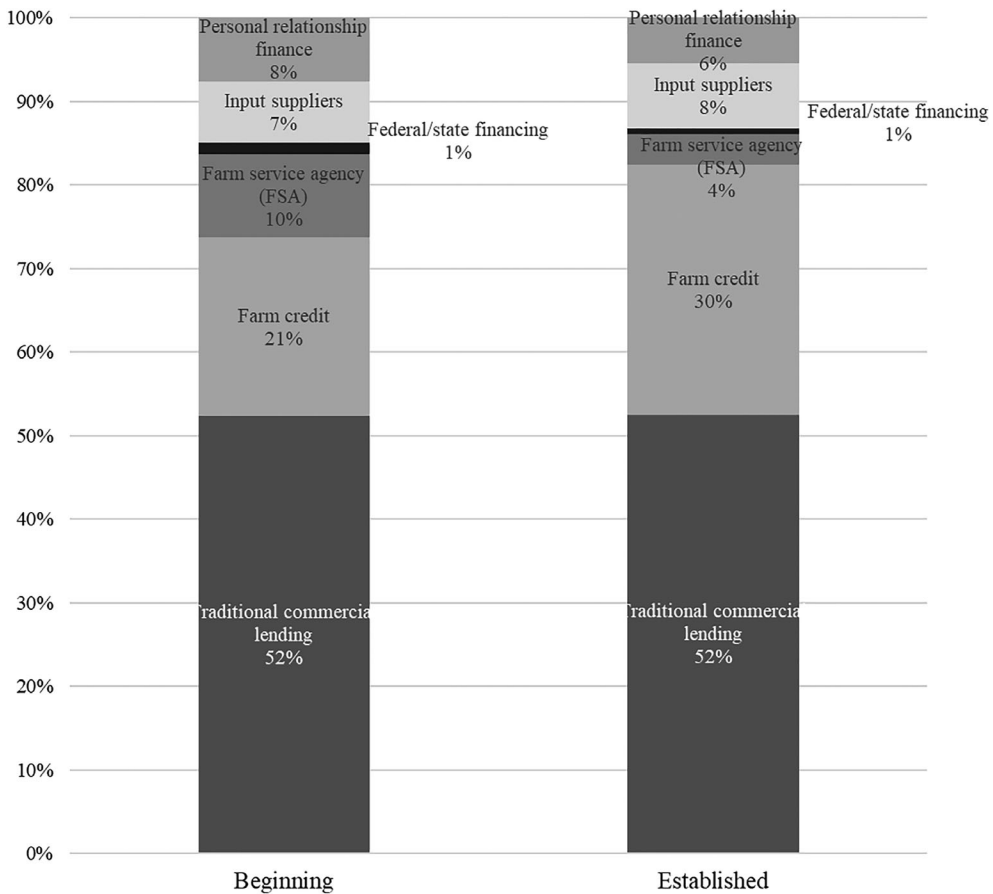 100%
90%
80%
70%
60%
50%
40%
30%
20%
10%
0%
Personal relationship
finance
8%
Input suppliers
7%
Federal/state financing
1%
Farm service agency
(FSA)
10%
Farm credit
21%
Traditional commercial
lending
52%
Beginning
Personal relationship
finance
6%
Input suppliers
8%
Federal/state financing
1%
Farm service agency
(FSA)
4%
Farm credit
30%
Traditional commercial
lending
52%
Established